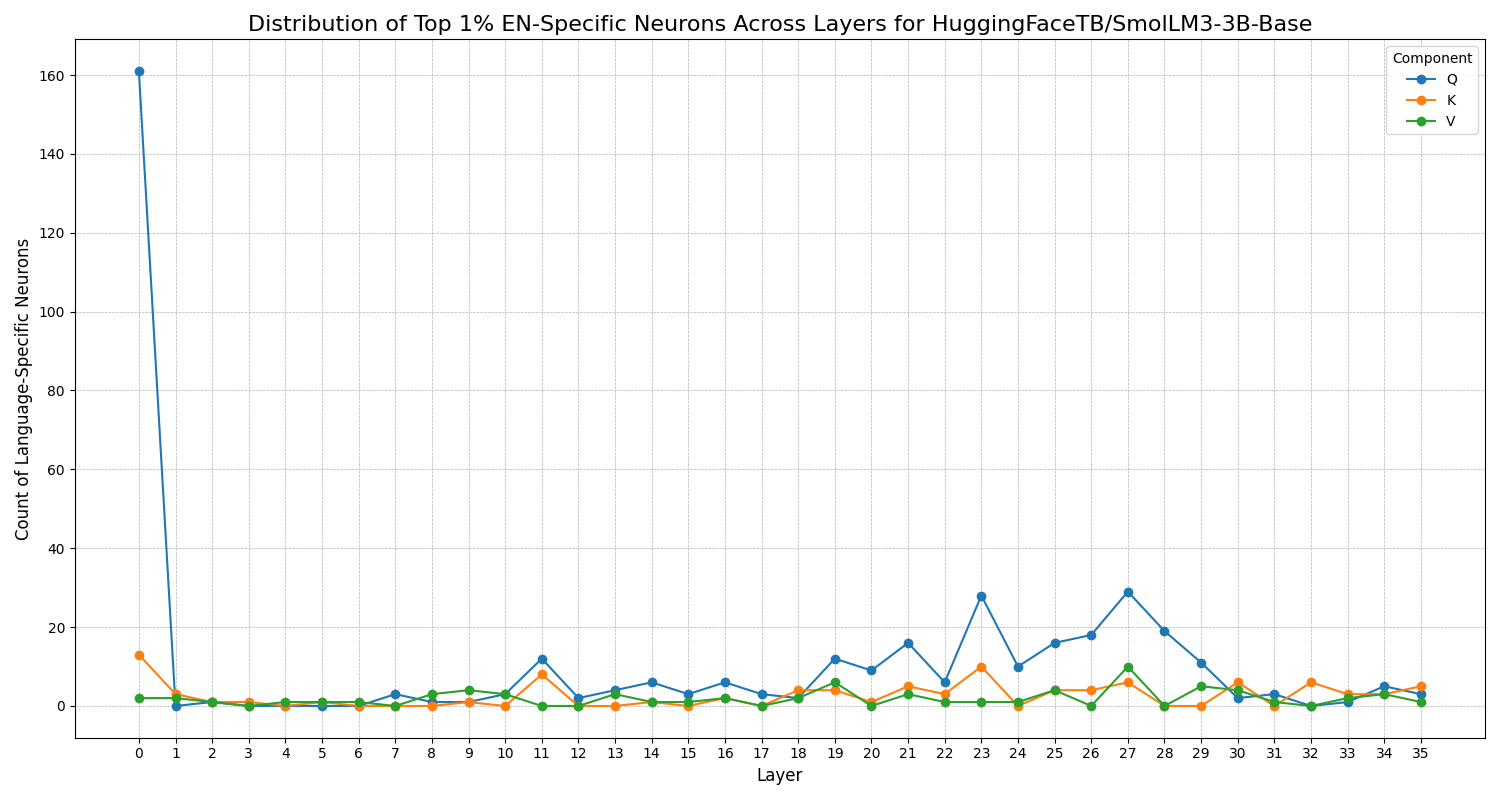 Distribution of Top 1% EN-Specific Neurons Across Layers for HuggingFaceTB/SmolLM3-3B-Base
Component
Q
K
V
Count of Language-Specific Neurons
160
140
120
100
80
60
40
20
0
0 1 2 3 4 5 6 7 8 9 10 11 12 13 14 15 16 17 18 19 20 21 22 23 24 25 26 27 28 29 30 31 32 33 34 35
Layer